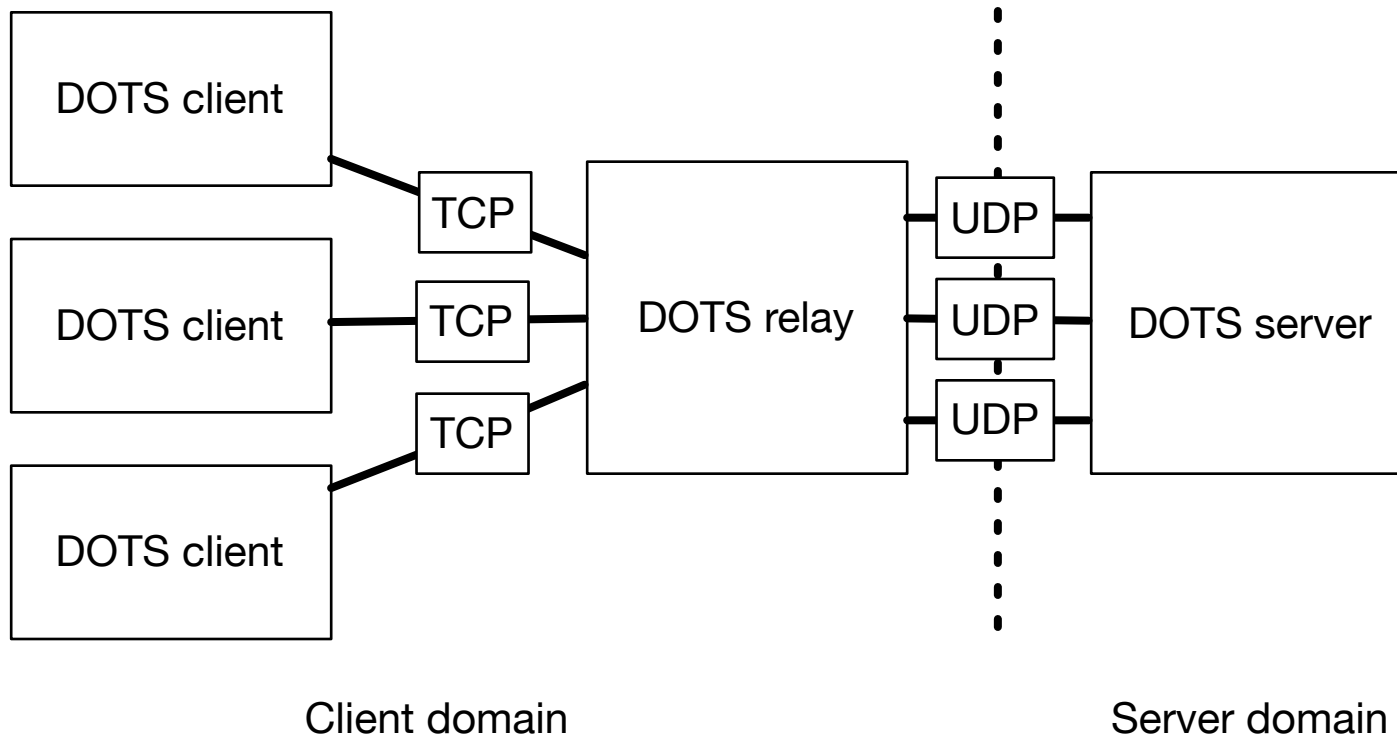 DOTS client
TCP
UDP
DOTS client
TCP
DOTS relay
UDP
DOTS server
TCP
UDP
DOTS client
Client domain
Server domain